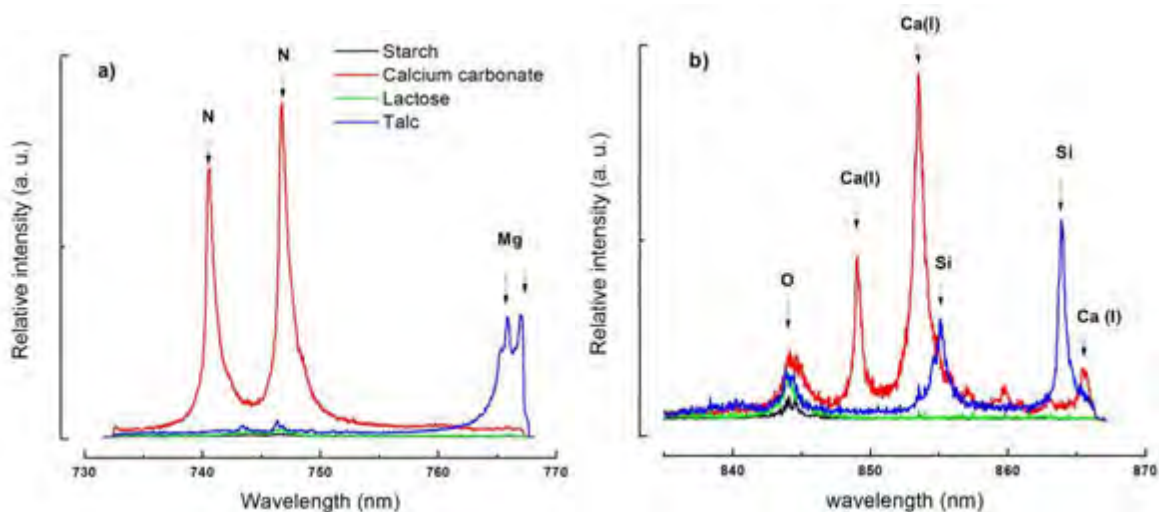 a)
N
N
Mg
Starch
Calcium carbonate
Lactose
Talc
Relative intensity (a. u.)
730 740 750 760 770
Wavelength (nm)
b)
Ca(I)
Ca(I)
Si
Si
O
Ca (I)
Relative intensity (a. u.)
840 850 860 870
wavelength (nm)